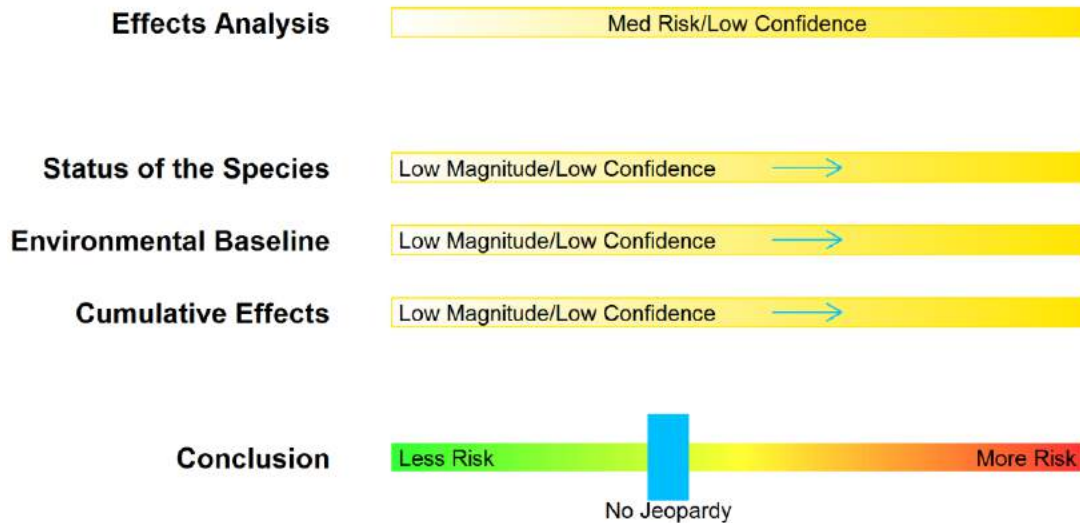 Effects Analysis Med Risk/Low Confidence
Status of the Species Low Magnitude/Low Confidence
Environmental Baseline Low Magnitude/Low Confidence
Cumulative Effects Low Magnitude/Low Confidence
Conclusion Less Risk More Risk
No Jeopardy